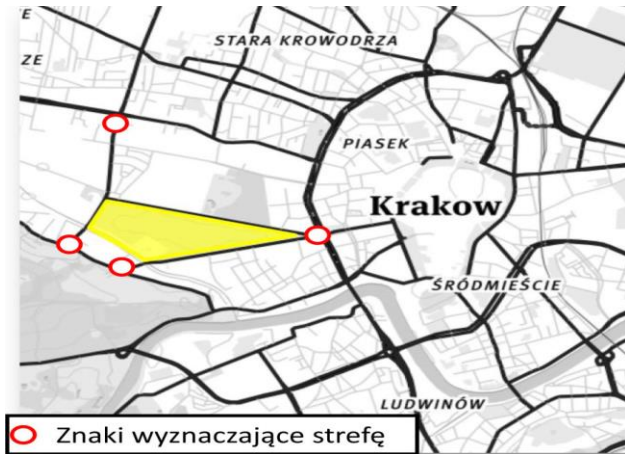 E
STARA KROWODRZA
ZE
PIASEK
Krakow
ŚRÓDMIEŚCIE
LUDWINÓW
Znaki wyznaczające strefę